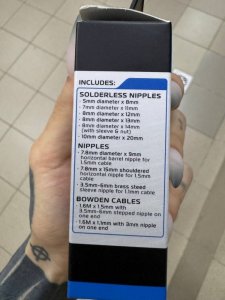 INCLUDES:
SOLDERLESS NIPPLES
· 5mm diameter x 8mm
· 7mm diameter x 11mm
· 8mm diameter x 12mm
· 8mm diameter x 13mm
· 8mm diameter x 14mm
(with sleeve & nut)
· 10mm diameter x 20mm
NIPPLES
· 7.8mm diameter x 9mm
horizontal barrel nipple for
1.5mm cable
· 7.8mm x 15mm shouldered
horizontal nipple for 1.5mm
cable
· 3.5mm-6mm brass steed
sleeve nipple for 1.1mm cable
BOWDEN CABLES
· 1.6M x 1.5mm with
3.5mm-6mm stepped nipple on
one end
· 1.6M x 1.1mm with 3mm nipple
on one end